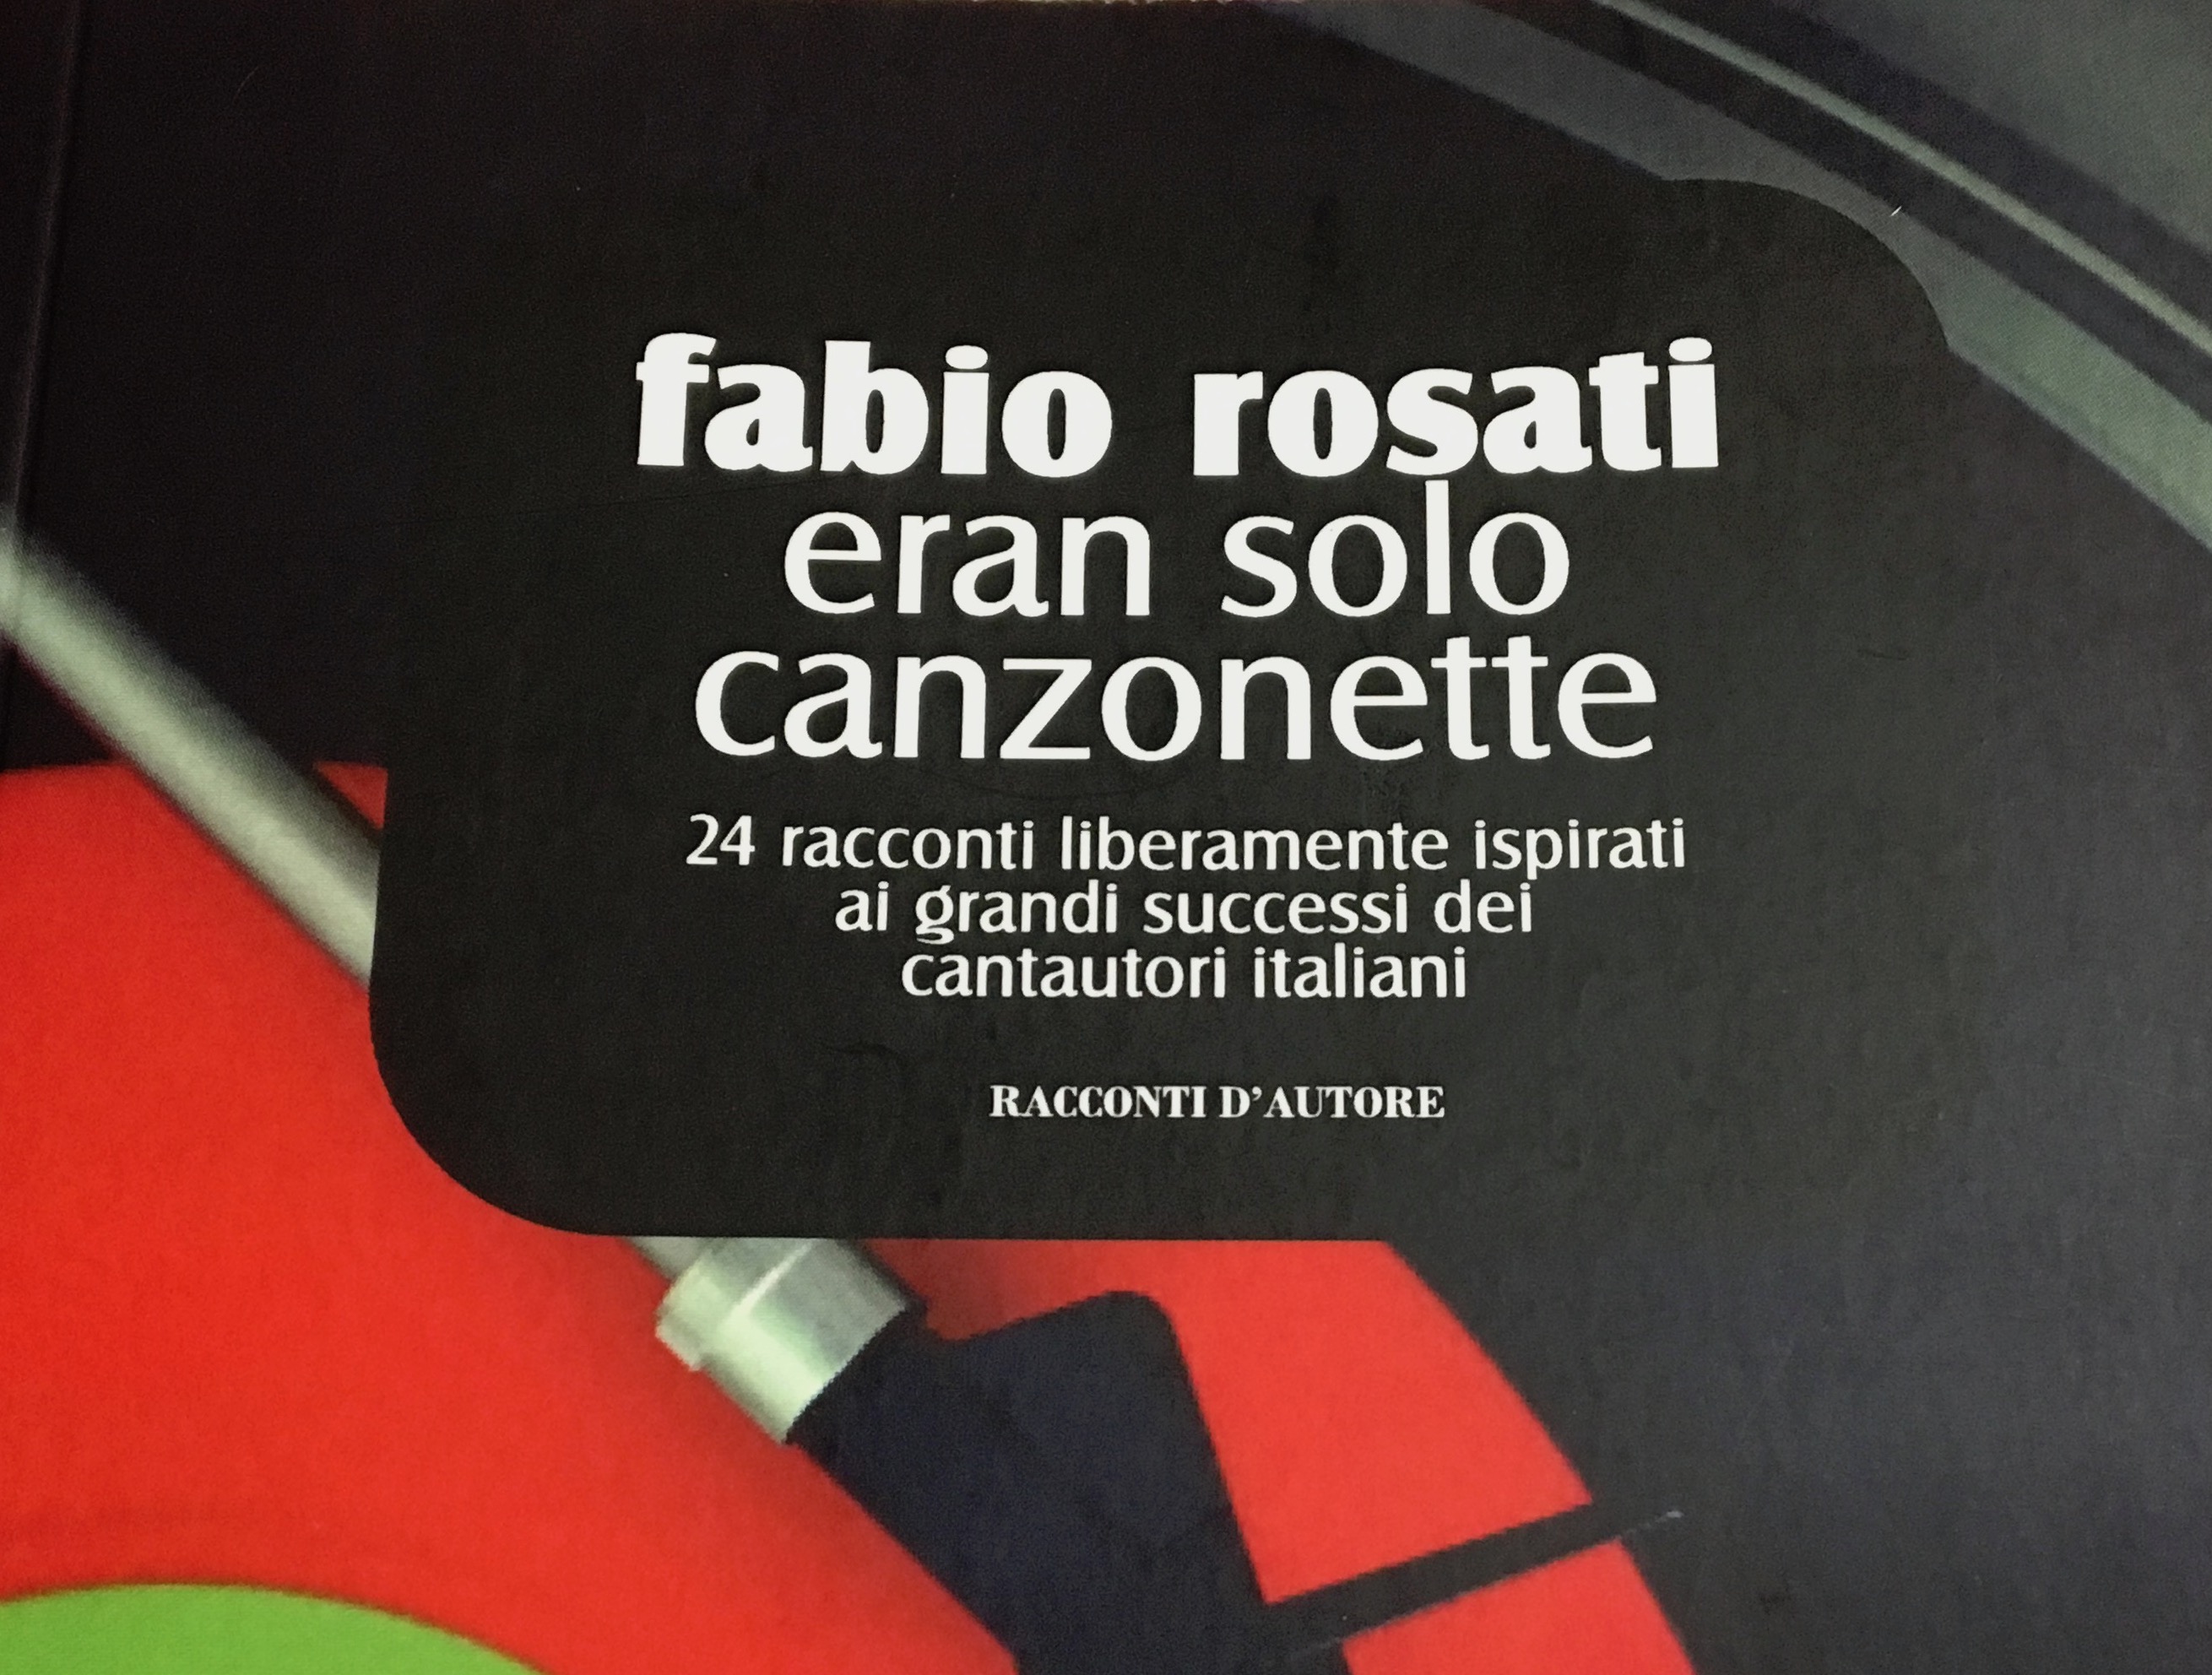 fabio rosati
eran solo
canzonette
24 racconti liberamente ispirati
ai grandi successi dei
cantautori italiani
RACCONTI D'AUTORE